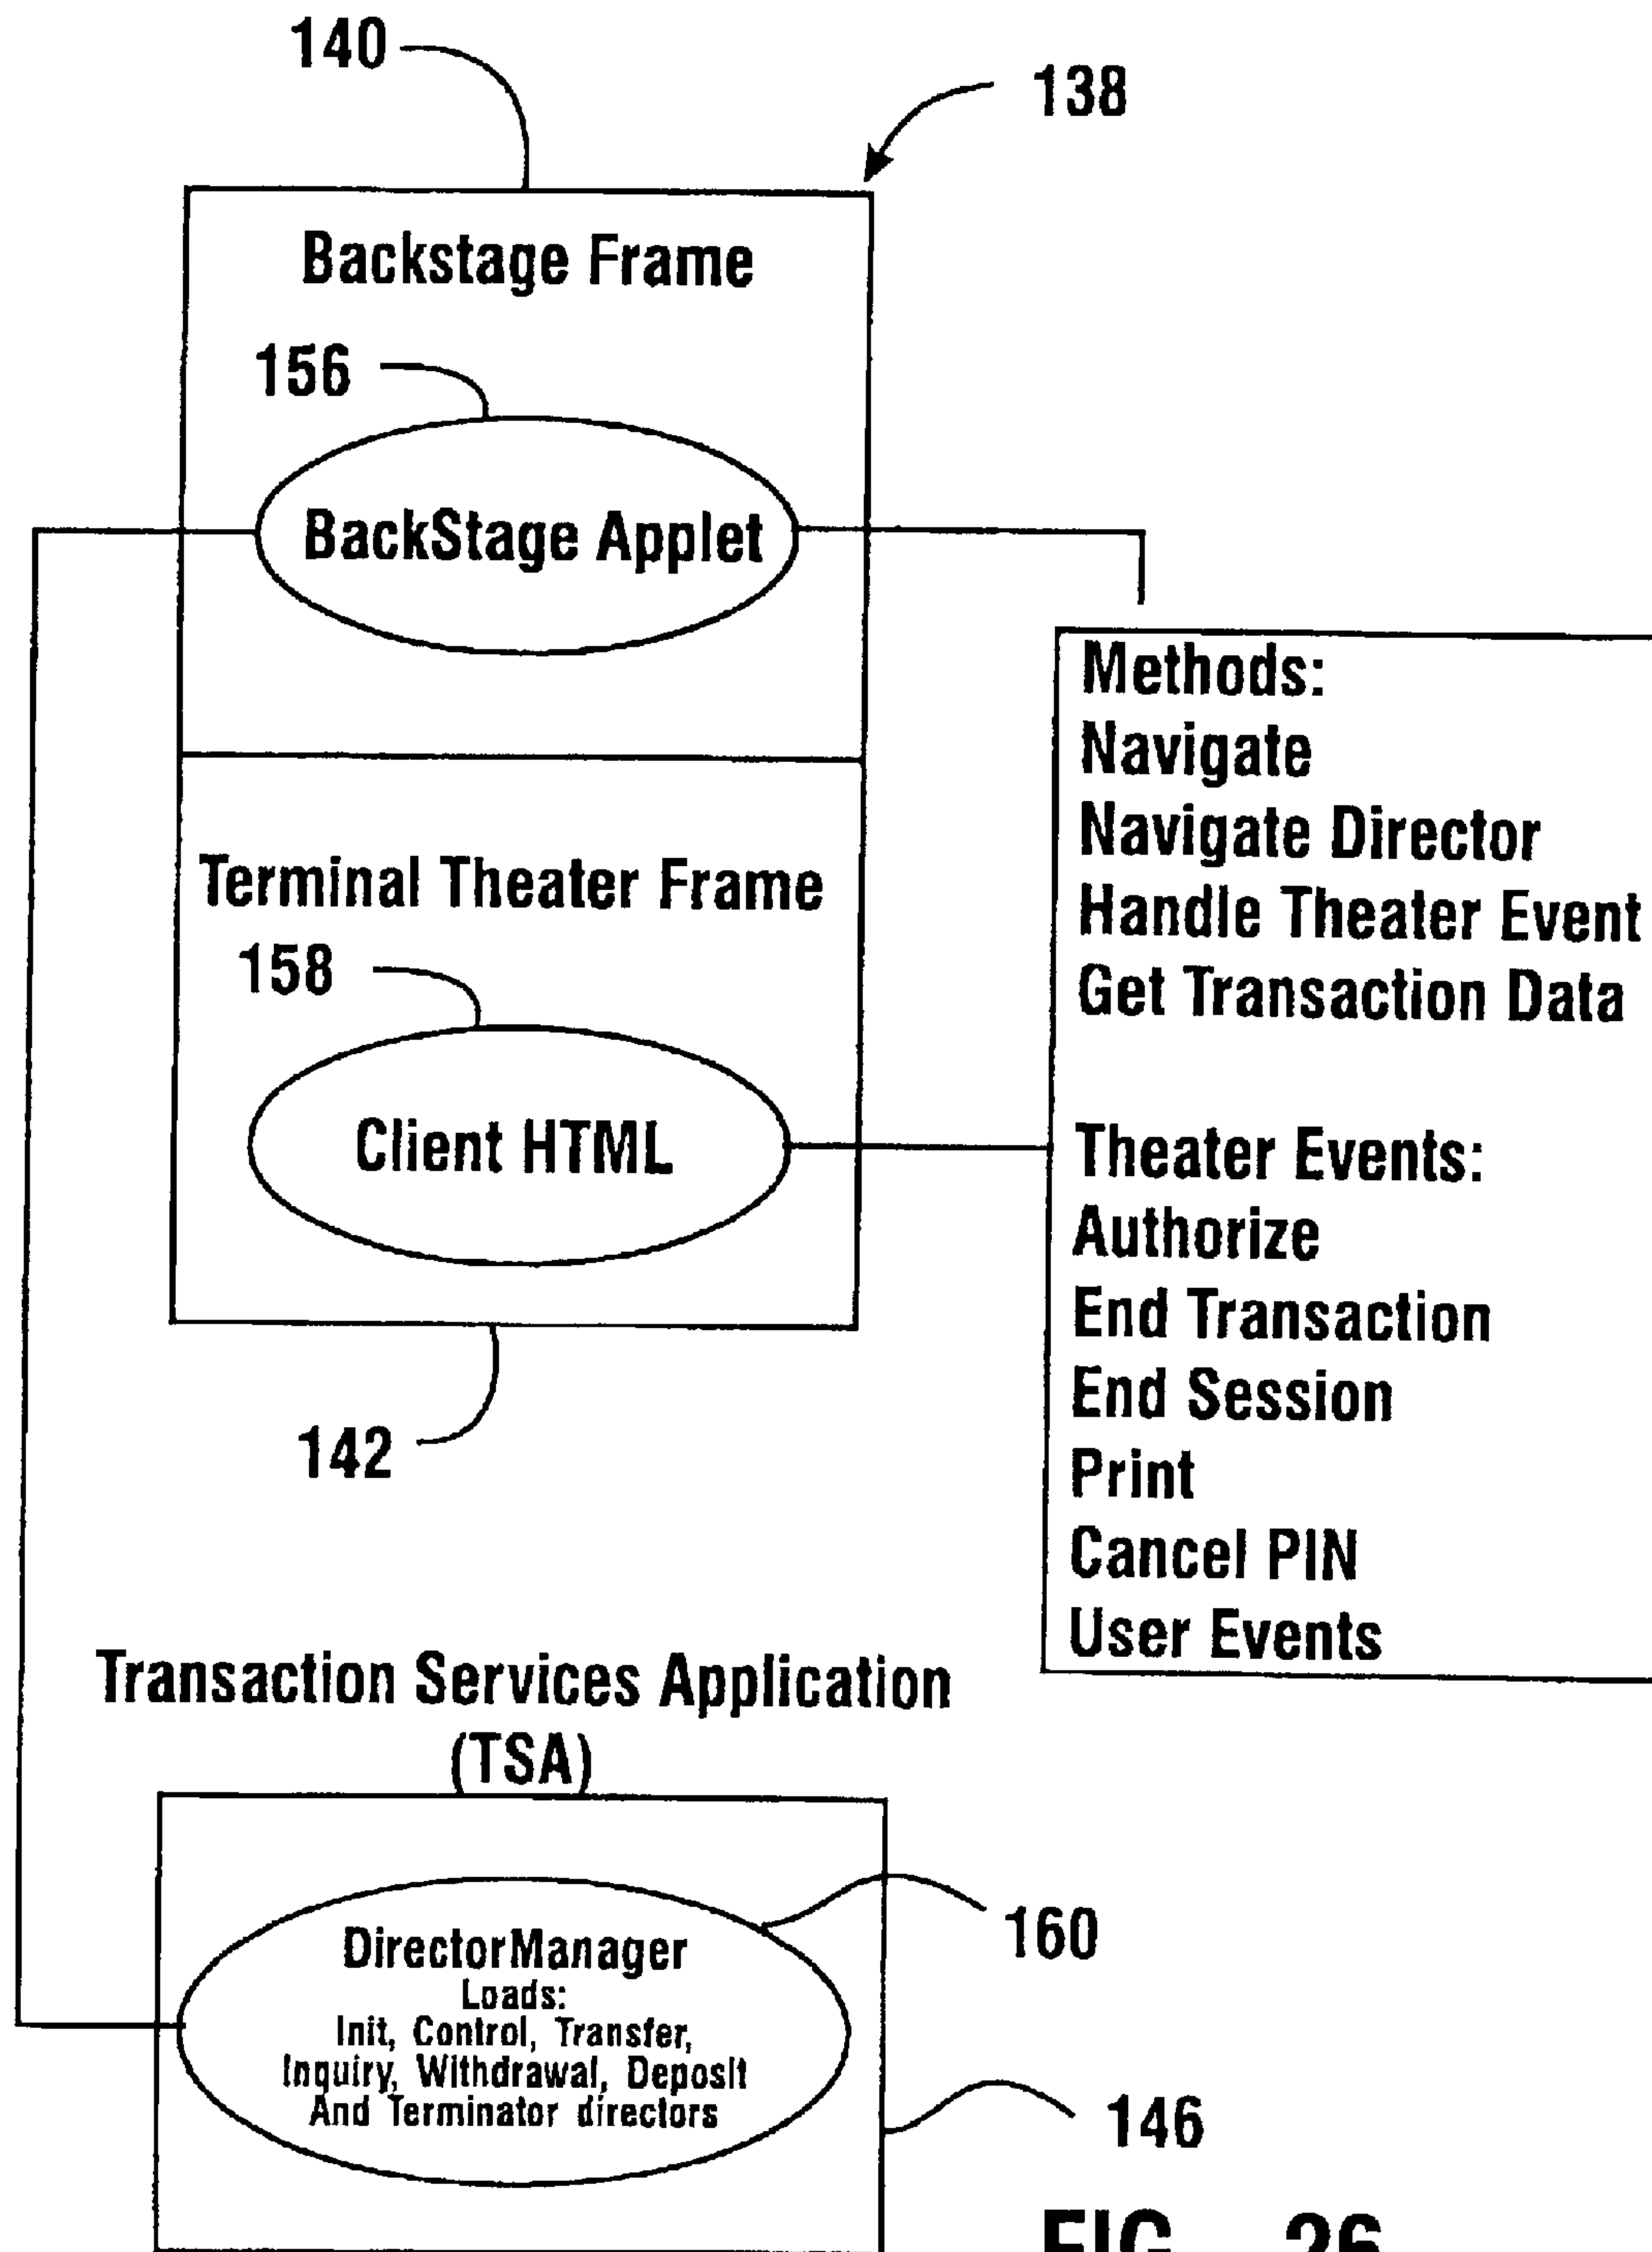 140
138
Backstage Frame
156
BackStage Applet
Methods:
Navigate
Navigate Director
Handle Theater Event
Get Transaction Data
Terminal Theater Frame
158
Client HTML
Theater Events:
Authorize
End Transaction
End Session
Print
Cancel PIN
User Events
142
Transaction Services Application
(TSA)
160
DirectorManager
Loads:
Init, Control, Transfer,
Inquiry, Withdrawal, Deposit
And Terminator directors
146
FIG. 26